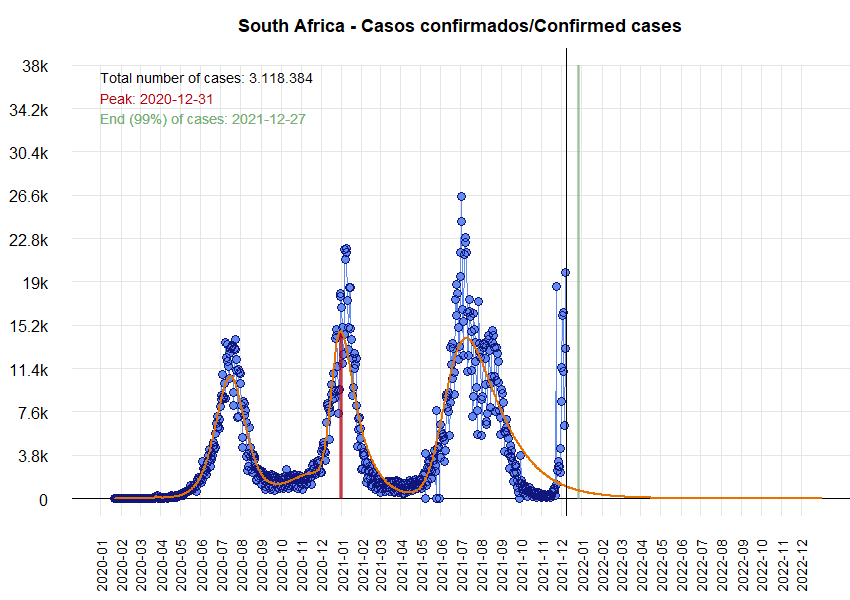 South Africa - Casos confirmados/Confirmed cases
38k
34.2k
30.4k
26.6k
22.8k
19k
15.2k
11.4k
7.6k
3.8k
0
Total number of cases: 3.118.384
Peak: 2020-12-31
End (99%) of cases: 2021-12-27
2020-01
2020-02
2020-03
2020-04
2020-05
2020-06
2020-07
2020-08
2020-09
2020-10
2020-11
2020-12
2021-01
2021-02
2021-03
2021-04
2021-05
2021-06
2021-07
2021-08
2021-09
2021-10
2021-11
2021-12
2022-01
2022-02
2022-03
2022-04
2022-05
2022-06
2022-07
2022-08
2022-09
2022-10
2022-11
2022-12